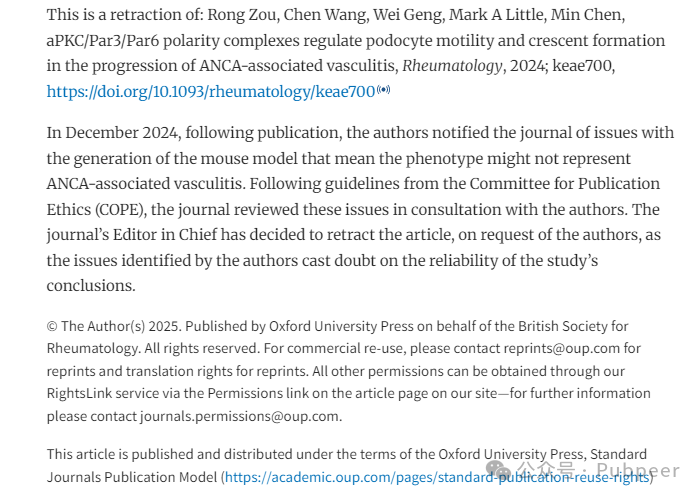 This is a retraction of: Rong Zou, Chen Wang, Wei Geng, Mark A Little, Min Chen,
aPKC/Par3/Par6 polarity complexes regulate podocyte motility and crescent formation
in the progression of ANCA-associated vasculitis, Rheumatology, 2024; keae700,
https://doi.org/10.1093/rheumatology/keae700
In December 2024, following publication, the authors notified the journal of issues with
the generation of the mouse model that mean the phenotype might not represent
ANCA-associated vasculitis. Following guidelines from the Committee for Publication
Ethics (COPE), the journal reviewed these issues in consultation with the authors. The
journal’s Editor in Chief has decided to retract the article, on request of the authors, as
the issues identified by the authors cast doubt on the reliability of the study’s
conclusions.
© The Author(s) 2025. Published by Oxford University Press on behalf of the British Society for
Rheumatology. All rights reserved. For commercial re-use, please contact reprints@oup.com for
reprints and translation rights for reprints. All other permissions can be obtained through our
RightsLink service via the Permissions link on the article page on our site—for further information
please contact journals.permissions@oup.com.
This article is published and distributed under the terms of the Oxford University Press, Standard
Journals Publication Model (https://academic.oup.com/pages/standard-publication-reuse-rights)
公众号 · Pubpeer